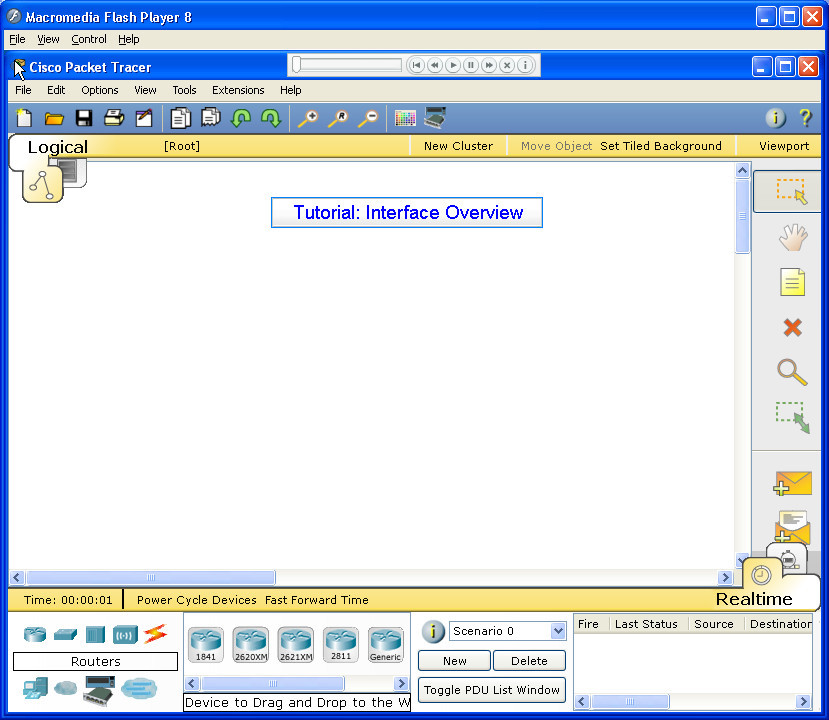 Macromedia Flash Player 8
File View Control Help
Cisco Packet Tracer
File Edit Options View Tools Extensions Help
Logical [Root] New Cluster Move Object Set Tiled Background Viewport
Tutorial: Interface Overview
Time: 00:00:01 Power Cycle Devices Fast Forward Time
Realtime
Routers
1841 2620XM 2621XM 2811 Generic
Device to Drag and Drop to the W
Scenario 0
New Delete
Toggle PDU List Window
Fire Last Status Source Destination